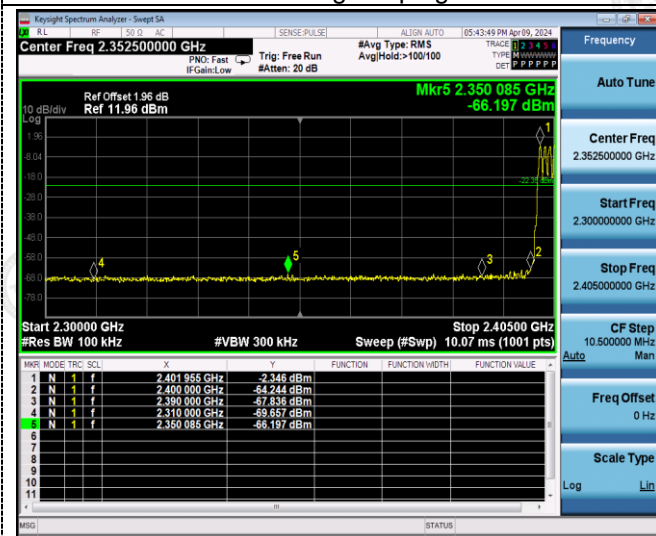 Keysight Spectrum Analyzer - Swept SA
RL RF 50 Ω AC SENSE:PULSE ALIGN AUTO 05:43:49 PM Apr 09, 2024
Center Freq 2.352500000 GHz
PNO: Fast
IFGain:Low
Trig: Free Run
#Atten: 20 dB
#Avg Type: RMS
Avg|Hold:>100/100
TRACE 1 2 3 4 5 6
TYPE M WWWWW
DET P P P P P P
Ref Offset 1.96 dB
10 dB/div Ref 11.96 dBm
Log
Mkr5 2.350 085 GHz
-66.197 dBm
1.96
-8.04
-18.0
-28.0
-38.0
-48.0
-58.0
-68.0
-78.0
1
2
3
4
5
Start 2.30000 GHz Stop 2.40500 GHz
#Res BW 100 kHz #VBW 300 kHz Sweep (#Swp) 10.07 ms (1001 pts)
MKR MODE TRC SCL X Y FUNCTION FUNCTION WIDTH FUNCTION VALUE
1 N 1 f 2.401 955 GHz -2.346 dBm
2 N 1 f 2.400 000 GHz -64.244 dBm
3 N 1 f 2.390 000 GHz -67.836 dBm
4 N 1 f 2.310 000 GHz -69.657 dBm
5 N 1 f 2.350 085 GHz -66.197 dBm
6
7
8
9
10
11
MSG STATUS
Frequency
Auto Tune
Center Freq
2.352500000 GHz
Start Freq
2.300000000 GHz
Stop Freq
2.405000000 GHz
CF Step
10.500000 MHz
Auto Man
Freq Offset
0 Hz
Scale Type
Log Lin